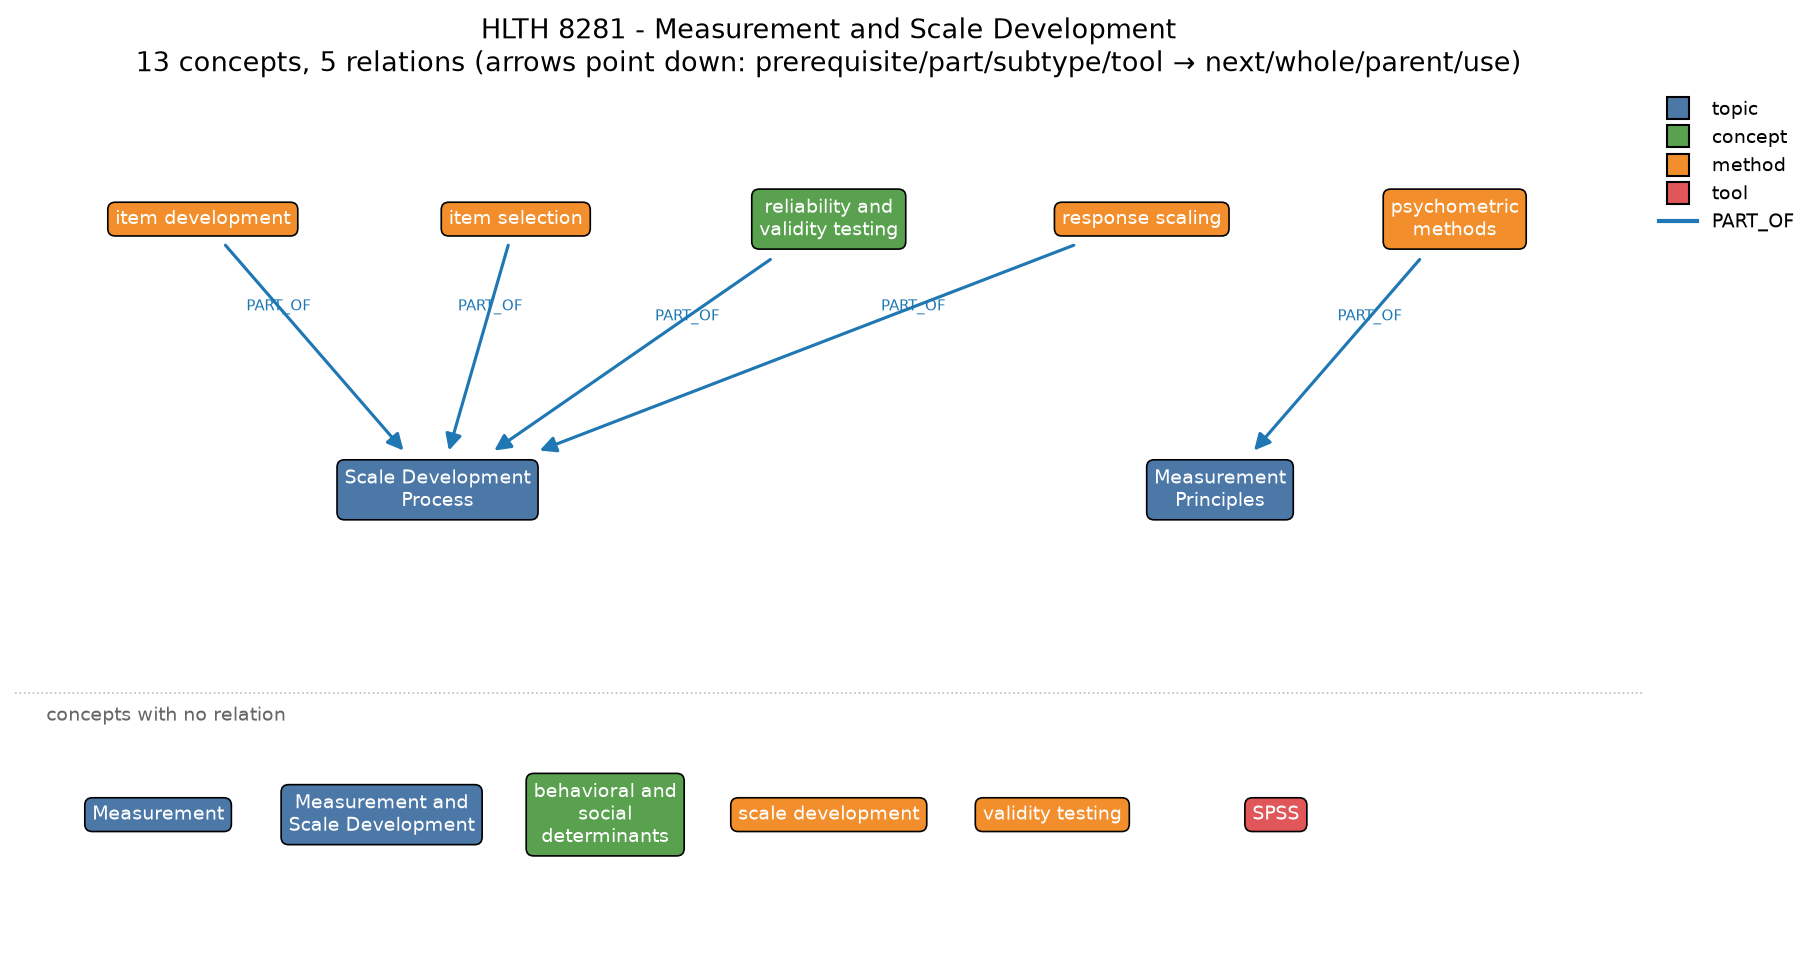 HLTH 8281 - Measurement and Scale Development
13 concepts, 5 relations (arrows point down: prerequisite/part/subtype/tool → next/whole/parent/use)
topic
concept
method
tool
PART_OF
item development
item selection
reliability and
validity testing
response scaling
psychometric
methods
PART_OF
PART_OF
PART_OF
PART_OF
PART_OF
Scale Development
Process
Measurement
Principles
concepts with no relation
Measurement
Measurement and
Scale Development
behavioral and
social
determinants
scale development
validity testing
SPSS